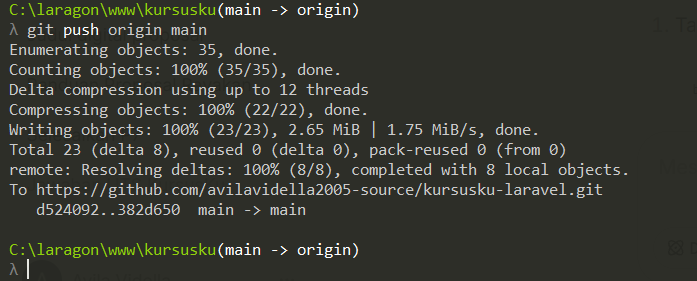 C:\laragon\www\kursusku(main -> origin)
λ git push origin main
Enumerating objects: 35, done.
Counting objects: 100% (35/35), done.
Delta compression using up to 12 threads
Compressing objects: 100% (22/22), done.
Writing objects: 100% (23/23), 2.65 MiB | 1.75 MiB/s, done.
Total 23 (delta 8), reused 0 (delta 0), pack-reused 0 (from 0)
remote: Resolving deltas: 100% (8/8), completed with 8 local objects.
To https://github.com/avilavidella2005-source/kursusku-laravel.git
   d524092..382d650  main -> main

C:\laragon\www\kursusku(main -> origin)
λ